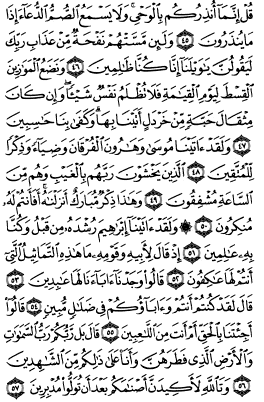 قُلْ إِنَّمَآ أُنذِرُكُم بِٱلْوَحْىِ ۚ وَلَا يَسْمَعُ ٱلصُّمُّ ٱلدُّعَآءَ إِذَا
مَا يُنذَرُونَ ٤٥ وَلَئِن مَّسَّتْهُمْ نَفْحَةٌ مِّنْ عَذَابِ رَبِّكَ
لَيَقُولُنَّ يَـٰوَيْلَنَآ إِنَّا كُنَّا ظَـٰلِمِينَ ٤٦ وَنَضَعُ ٱلْمَوَٰزِينَ
ٱلْقِسْطَ لِيَوْمِ ٱلْقِيَـٰمَةِ فَلَا تُظْلَمُ نَفْسٌ شَيْـًٔا ۖ وَإِن كَانَ
مِثْقَالَ حَبَّةٍ مِّنْ خَرْدَلٍ أَتَيْنَا بِهَا ۗ وَكَفَىٰ بِنَا حَـٰسِبِينَ
٤٧ وَلَقَدْ ءَاتَيْنَا مُوسَىٰ وَهَـٰرُونَ ٱلْفُرْقَانَ وَضِيَآءً وَذِكْرًا
لِّلْمُتَّقِينَ ٤٨ ٱلَّذِينَ يَخْشَوْنَ رَبَّهُم بِٱلْغَيْبِ وَهُم مِّنَ
ٱلسَّاعَةِ مُشْفِقُونَ ٤٩ وَهَـٰذَا ذِكْرٌ مُّبَارَكٌ أَنزَلْنَـٰهُ ۚ أَفَأَنتُمْ لَهُۥ
مُنكِرُونَ ٥٠ ۞ وَلَقَدْ ءَاتَيْنَآ إِبْرَٰهِيمَ رُشْدَهُۥ مِن قَبْلُ وَكُنَّا
بِهِۦ عَـٰلِمِينَ ٥١ إِذْ قَالَ لِأَبِيهِ وَقَوْمِهِۦ مَا هَـٰذِهِ ٱلتَّمَاثِيلُ ٱلَّتِىٓ
أَنتُمْ لَهَا عَـٰكِفُونَ ٥٢ قَالُوا۟ وَجَدْنَآ ءَابَآءَنَا لَهَا عَـٰبِدِينَ ٥٣
قَالَ لَقَدْ كُنتُمْ أَنتُمْ وَءَابَآؤُكُمْ فِى ضَلَـٰلٍ مُّبِينٍ ٥٤ قَالُوٓا۟
أَجِئْتَنَا بِٱلْحَقِّ أَمْ أَنتَ مِنَ ٱللَّـٰعِبِينَ ٥٥ قَالَ بَل رَّبُّكُمْ رَبُّ ٱلسَّمَـٰوَٰتِ
وَٱلْأَرْضِ ٱلَّذِى فَطَرَهُنَّ وَأَنَا۠ عَلَىٰ ذَٰلِكُم مِّنَ ٱلشَّـٰهِدِينَ
٥٦ وَتَٱللَّهِ لَأَكِيدَنَّ أَصْنَـٰمَكُم بَعْدَ أَن تُوَلُّوا۟ مُدْبِرِينَ ٥٧